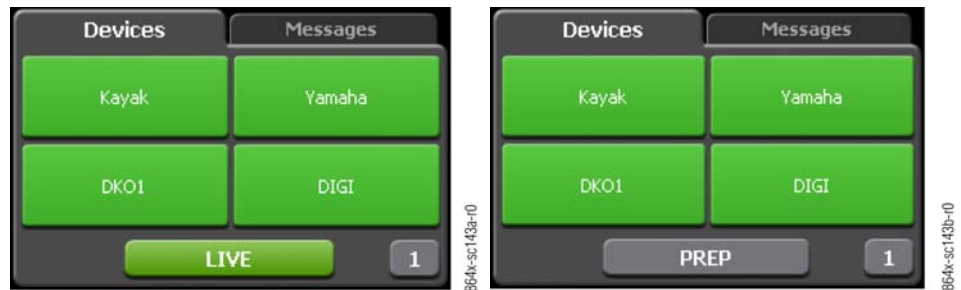 Devices Messages
Kayak Yamaha
DKO1 DIGI
LIVE 1
864x-sc143a-r0
Devices Messages
Kayak Yamaha
DKO1 DIGI
PREP 1
864x-sc143b-r0